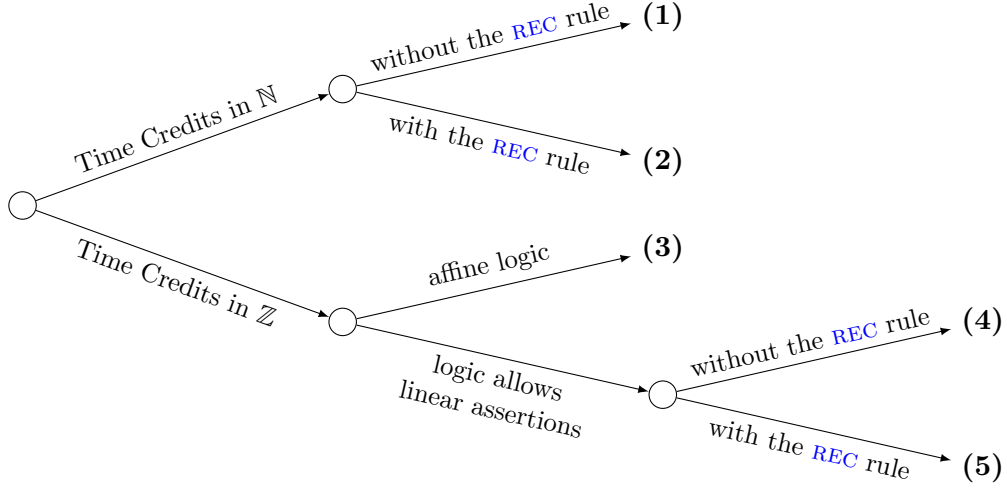 without the REC rule
(1)
Time Credits in ℕ
with the REC rule
(2)
Time Credits in ℤ
affine logic
(3)
logic allows
linear assertions
without the REC rule
(4)
with the REC rule
(5)